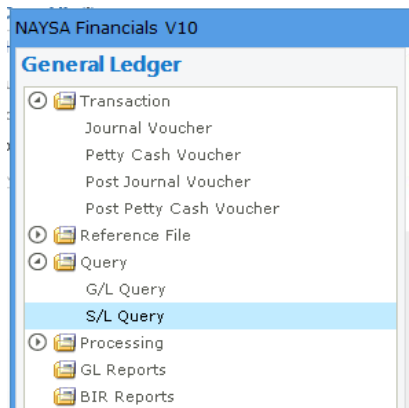 NAYSA Financials V10
General Ledger
Transaction
Journal Voucher
Petty Cash Voucher
Post Journal Voucher
Post Petty Cash Voucher
Reference File
Query
G/L Query
S/L Query
Processing
GL Reports
BIR Reports